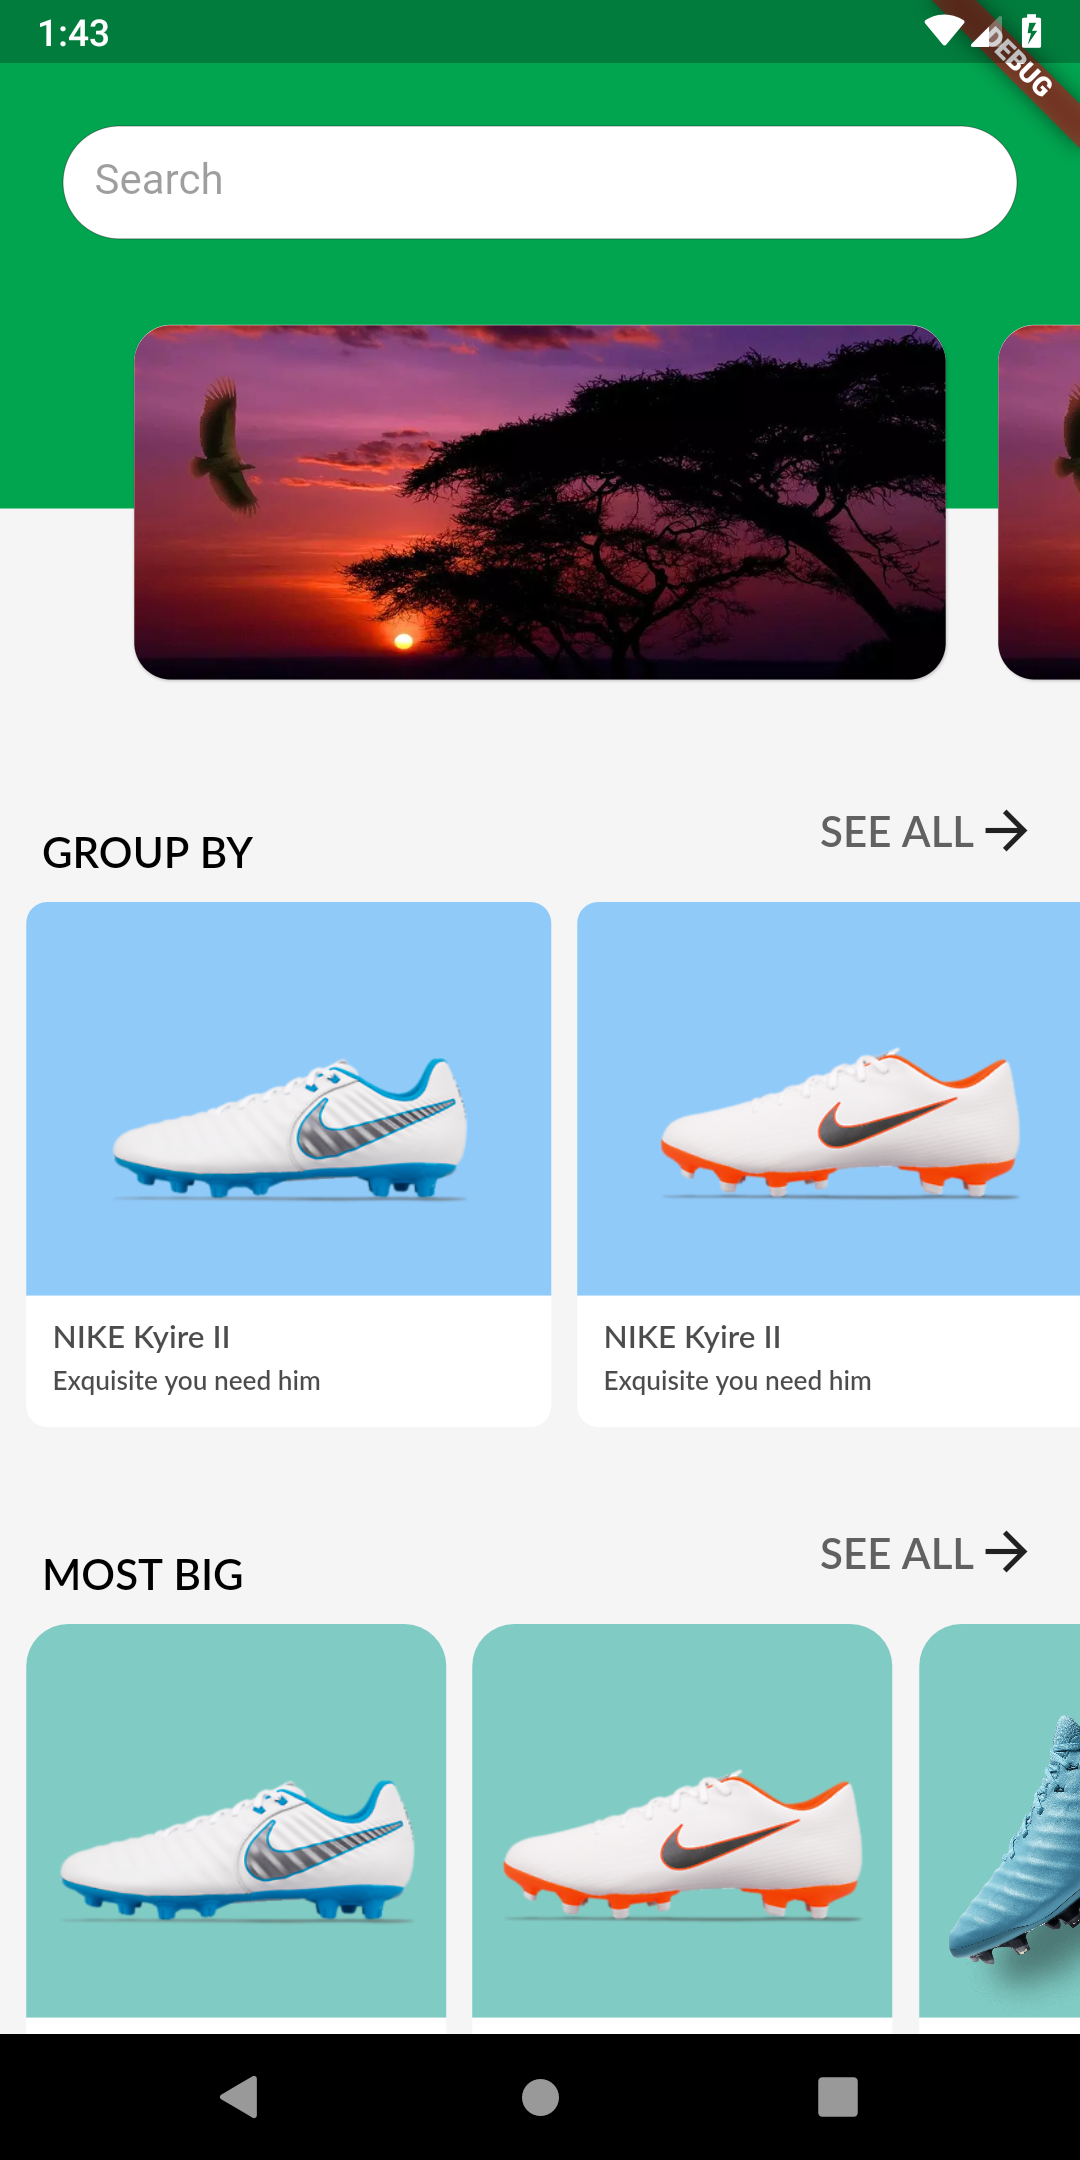 1:43
DEBUG
Search
GROUP BY
SEE ALL
NIKE Kyire II
Exquisite you need him
NIKE Kyire II
Exquisite you need him
MOST BIG
SEE ALL